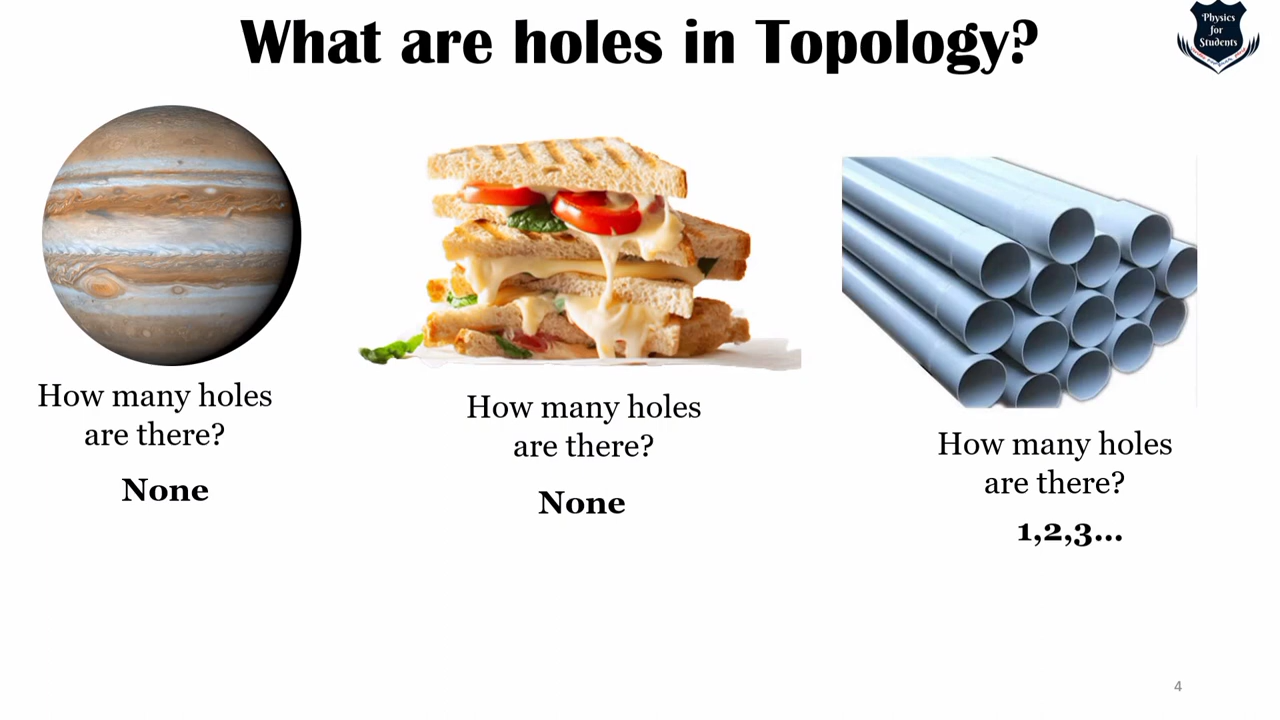 What are holes in Topology?
Physics
for
Students
How many holes
are there?
None
How many holes
are there?
None
How many holes
are there?
1,2,3...
4